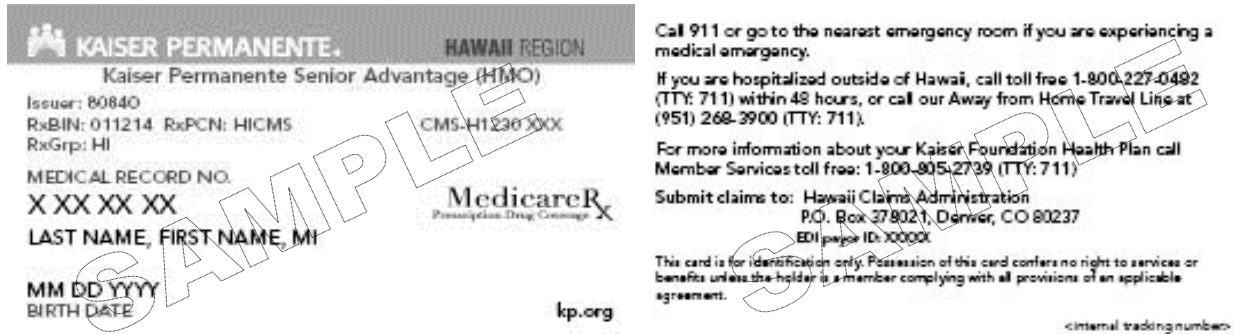 KAISER PERMANENTE. HAWAII REGION
Kaiser Permanente Senior Advantage (HMO)
Issuer: 80840
RxBIN: 011214 RxPCN: HICMS CMS-H1230 XXX
RxGrp: HI
MEDICAL RECORD NO.
X XX XX XX
MedicareRx
Prescription Drug Coverage
LAST NAME, FIRST NAME, MI
MM DD YYYY
BIRTH DATE
kp.org
SAMPLE
Call 911 or go to the nearest emergency room if you are experiencing a
medical emergency.
If you are hospitalized outside of Hawaii, call toll free 1-800-227-0482
(TTY: 711) within 48 hours, or call our Away from Home Travel Line at
(951) 268-3900 (TTY: 711).
For more information about your Kaiser Foundation Health Plan call
Member Services toll free: 1-800-805-2739 (TTY: 711)
Submit claims to: Hawaii Claims Administration
P.O. Box 378021, Denver, CO 80237
EDI payor ID: XXXXX
This card is for identification only. Possession of this card confers no right to services or
benefits unless the holder is a member complying with all provisions of an applicable
agreement.
<internal tracking number>
SAMPLE